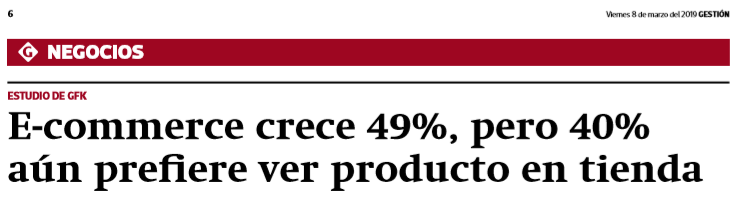 6
Viernes 8 de marzo del 2019 GESTIÓN
G NEGOCIOS
ESTUDIO DE GFK
E-commerce crece 49%, pero 40%
aún prefiere ver producto en tienda